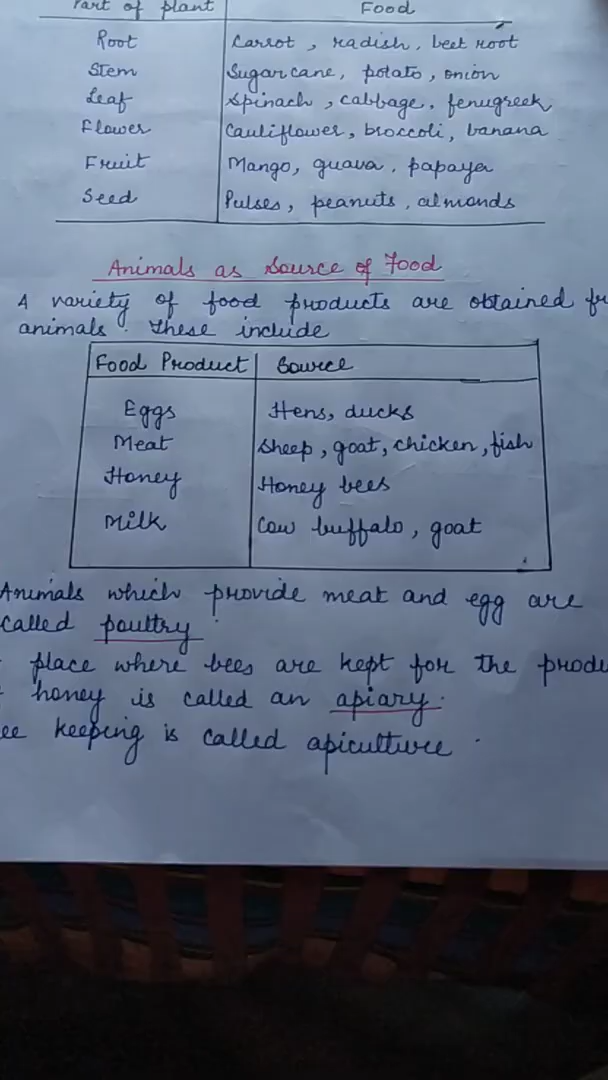 Part of plant Food
Root Carrot, radish, beet root
Stem Sugarcane, potato, onion
Leaf Spinach, cabbage, fenugreek
Flower Cauliflower, broccoli, banana
Fruit Mango, guava, papaya
Seed Pulses, peanuts, almonds
Animals as Source of Food
A variety of food products are obtained
animals. These include
Food Product Source
Eggs Hens, ducks
Meat Sheep, goat, chicken, fish
Honey Honey bees
Milk Cow buffalo, goat
Animals which provide meat and egg are
called poultry.
place where bees are kept for the
honey is called an apiary.
keeping is called apiculture.